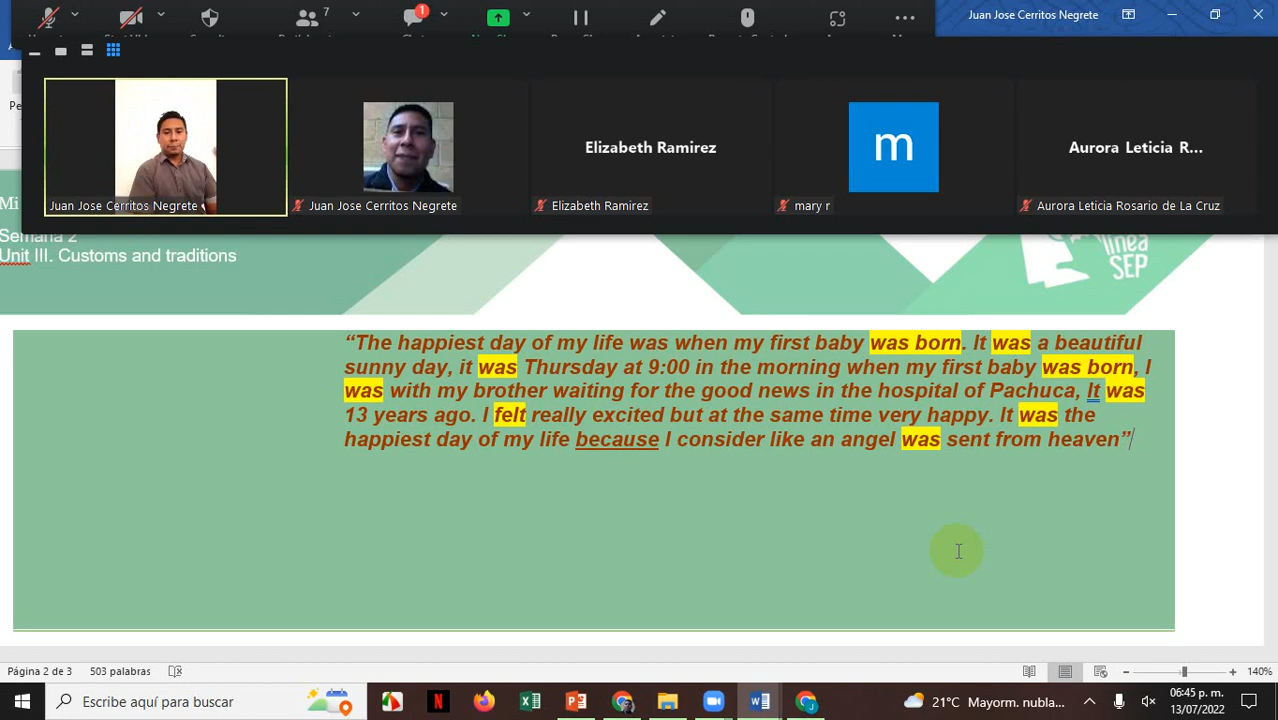 7
1
Juan Jose Cerritos Negrete
Elizabeth Ramirez
m
Aurora Leticia R...
Juan Jose Cerritos Negrete
Juan Jose Cerritos Negrete
Elizabeth Ramirez
mary r
Aurora Leticia Rosario de La Cruz
Mi
Semana 2
Unit III. Customs and traditions
línea
SEP
“The happiest day of my life was when my first baby was born. It was a beautiful
sunny day, it was Thursday at 9:00 in the morning when my first baby was born, I
was with my brother waiting for the good news in the hospital of Pachuca, It was
13 years ago. I felt really excited but at the same time very happy. It was the
happiest day of my life because I consider like an angel was sent from heaven”
Página 2 de 3 503 palabras 140%
Escribe aquí para buscar
21°C Mayorm. nubla...
06:45 p. m.
13/07/2022